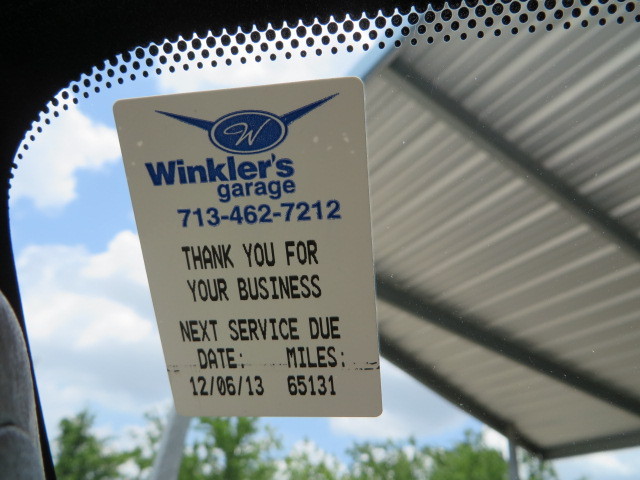 W
Winkler's
garage
713-462-7212
THANK YOU FOR
YOUR BUSINESS
NEXT SERVICE DUE
DATE: MILES:
12/06/13 65131